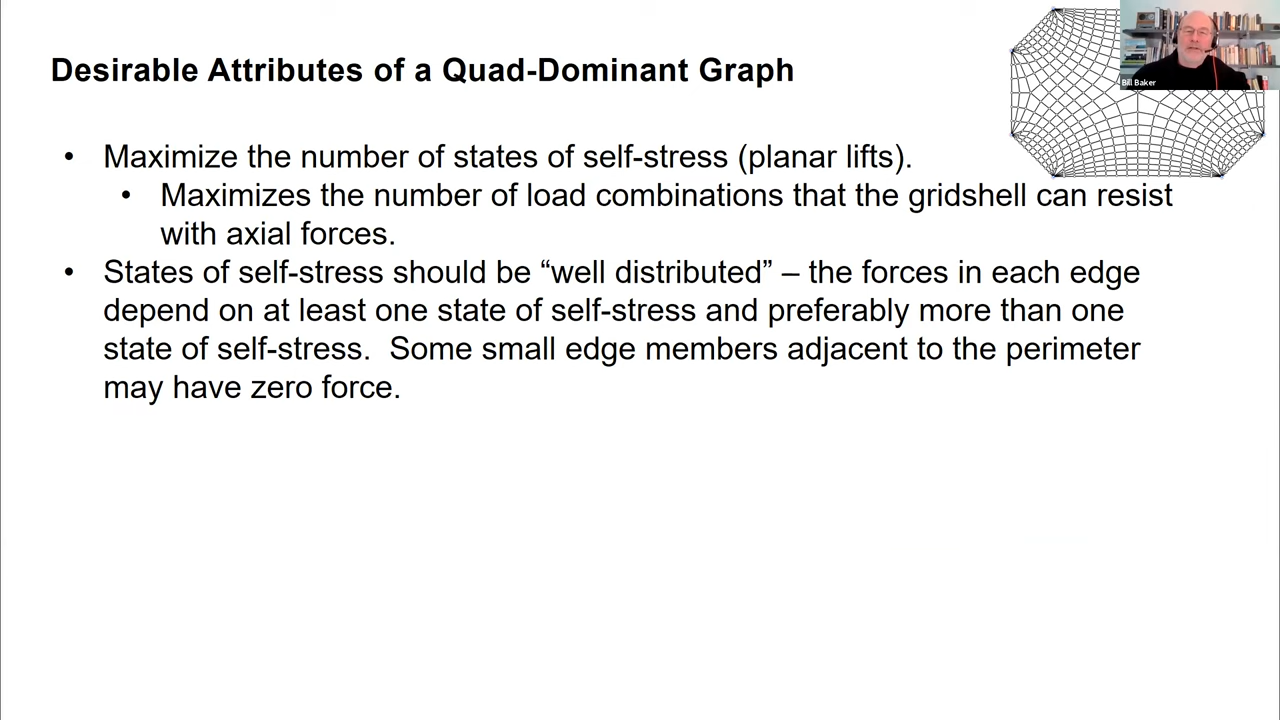 Desirable Attributes of a Quad-Dominant Graph
Bill Baker
• Maximize the number of states of self-stress (planar lifts).
• Maximizes the number of load combinations that the gridshell can resist
with axial forces.
• States of self-stress should be “well distributed” – the forces in each edge
depend on at least one state of self-stress and preferably more than one
state of self-stress.  Some small edge members adjacent to the perimeter
may have zero force.